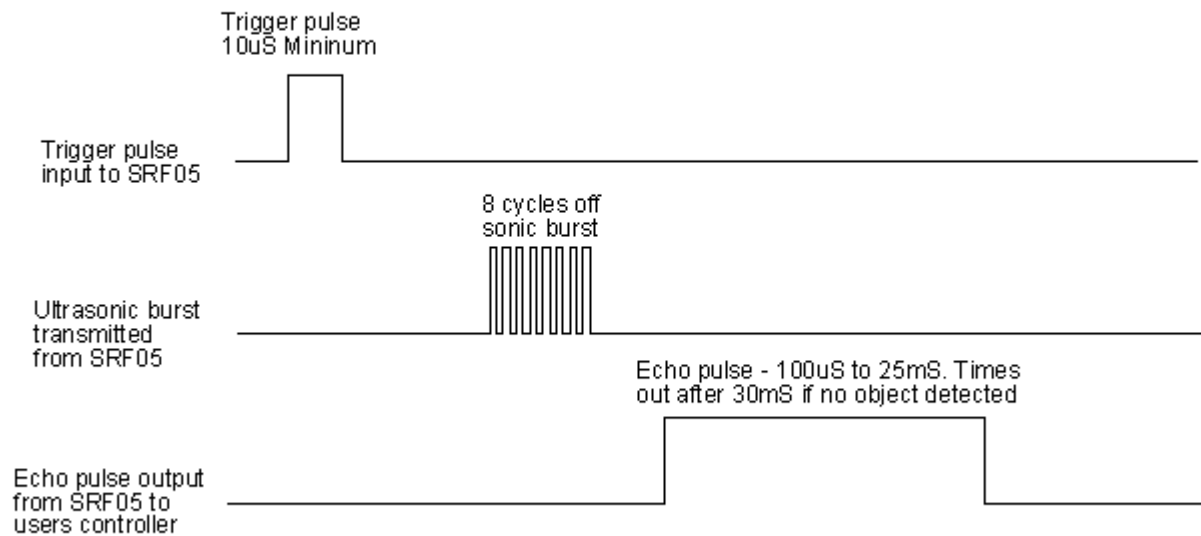 Trigger pulse
10uS Mininum
Trigger pulse
input to SRF05
8 cycles off
sonic burst
Ultrasonic burst
transmitted
from SRF05
Echo pulse - 100uS to 25mS. Times
out after 30mS if no object detected
Echo pulse output
from SRF05 to
users controller